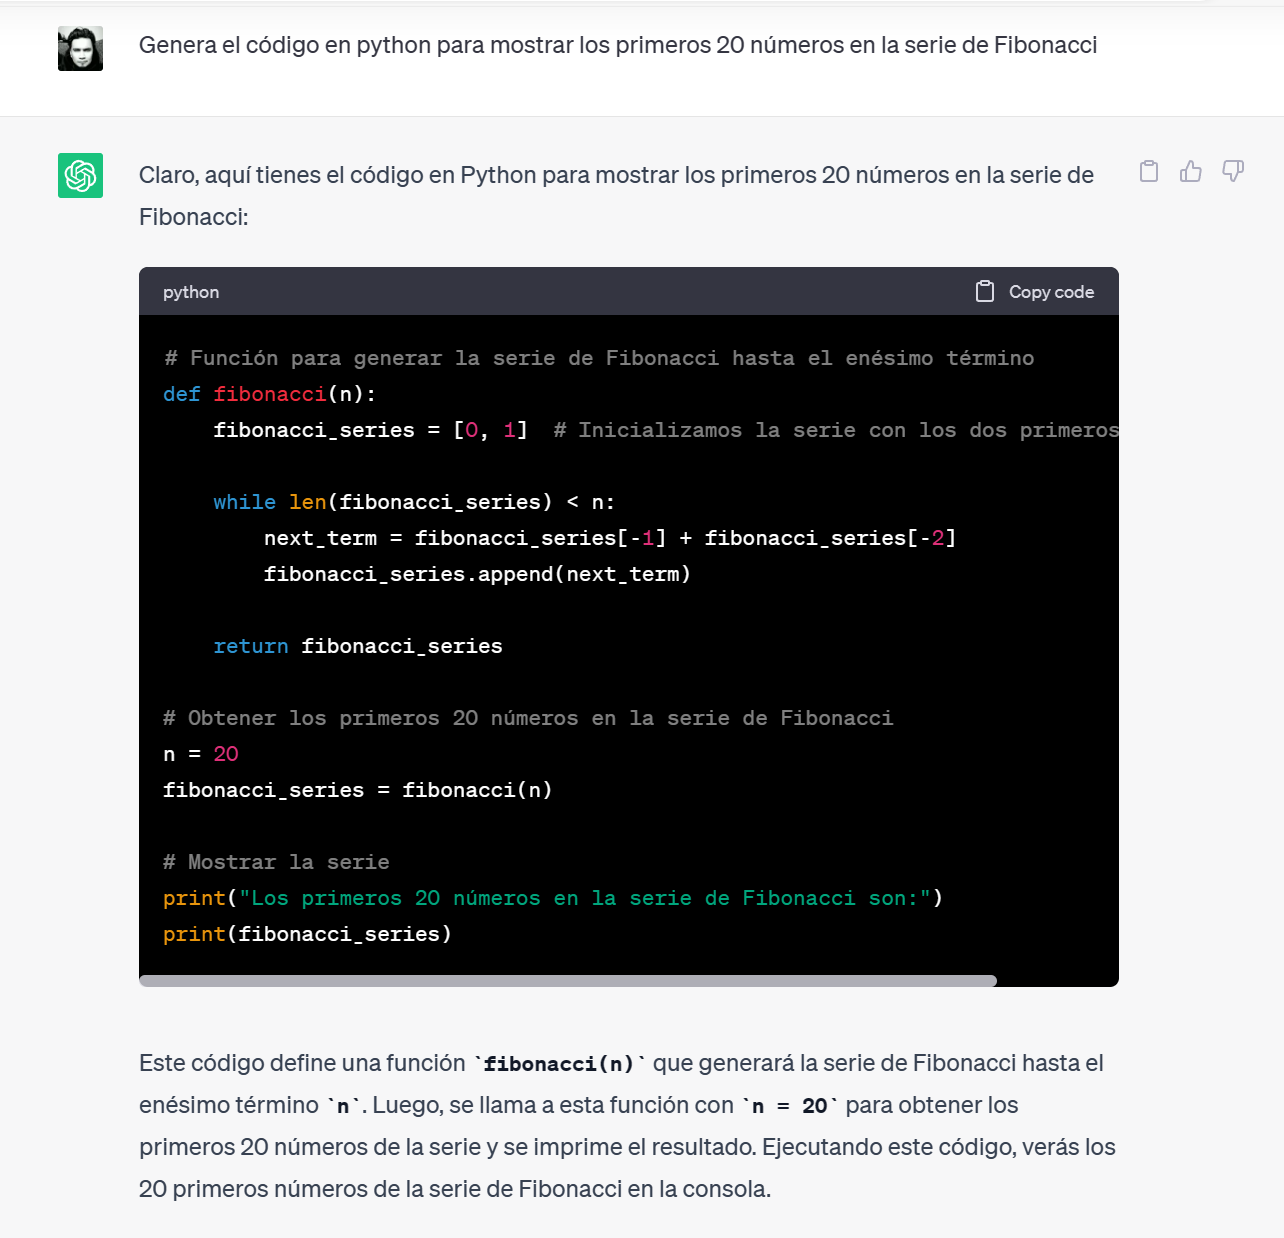 Genera el código en python para mostrar los primeros 20 números en la serie de Fibonacci
Claro, aquí tienes el código en Python para mostrar los primeros 20 números en la serie de
Fibonacci:
python
Copy code
# Función para generar la serie de Fibonacci hasta el enésimo término
def fibonacci(n):
    fibonacci_series = [0, 1]  # Inicializamos la serie con los dos primeros
    while len(fibonacci_series) < n:
        next_term = fibonacci_series[-1] + fibonacci_series[-2]
        fibonacci_series.append(next_term)
    return fibonacci_series
# Obtener los primeros 20 números en la serie de Fibonacci
n = 20
fibonacci_series = fibonacci(n)
# Mostrar la serie
print("Los primeros 20 números en la serie de Fibonacci son:")
print(fibonacci_series)
Este código define una función `fibonacci(n)` que generará la serie de Fibonacci hasta el
enésimo término `n`. Luego, se llama a esta función con `n = 20` para obtener los
primeros 20 números de la serie y se imprime el resultado. Ejecutando este código, verás los
20 primeros números de la serie de Fibonacci en la consola.